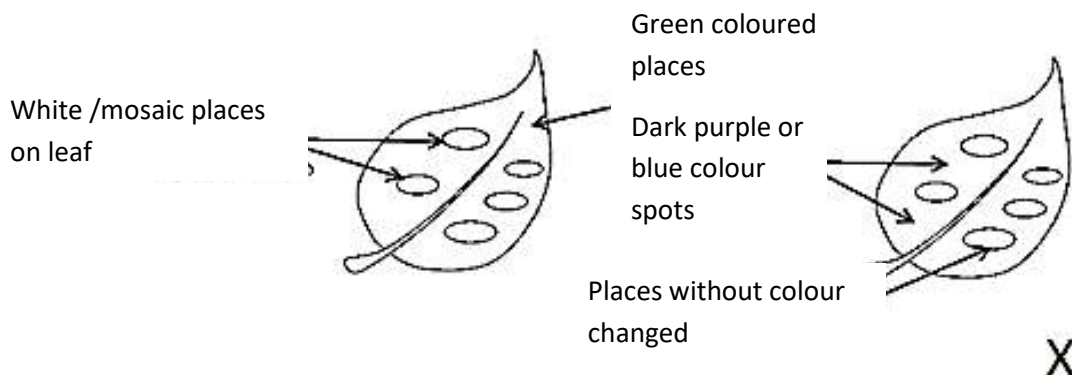 White /mosaic places
on leaf
Green coloured
places
Dark purple or
blue colour
spots
Places without colour
changed
X